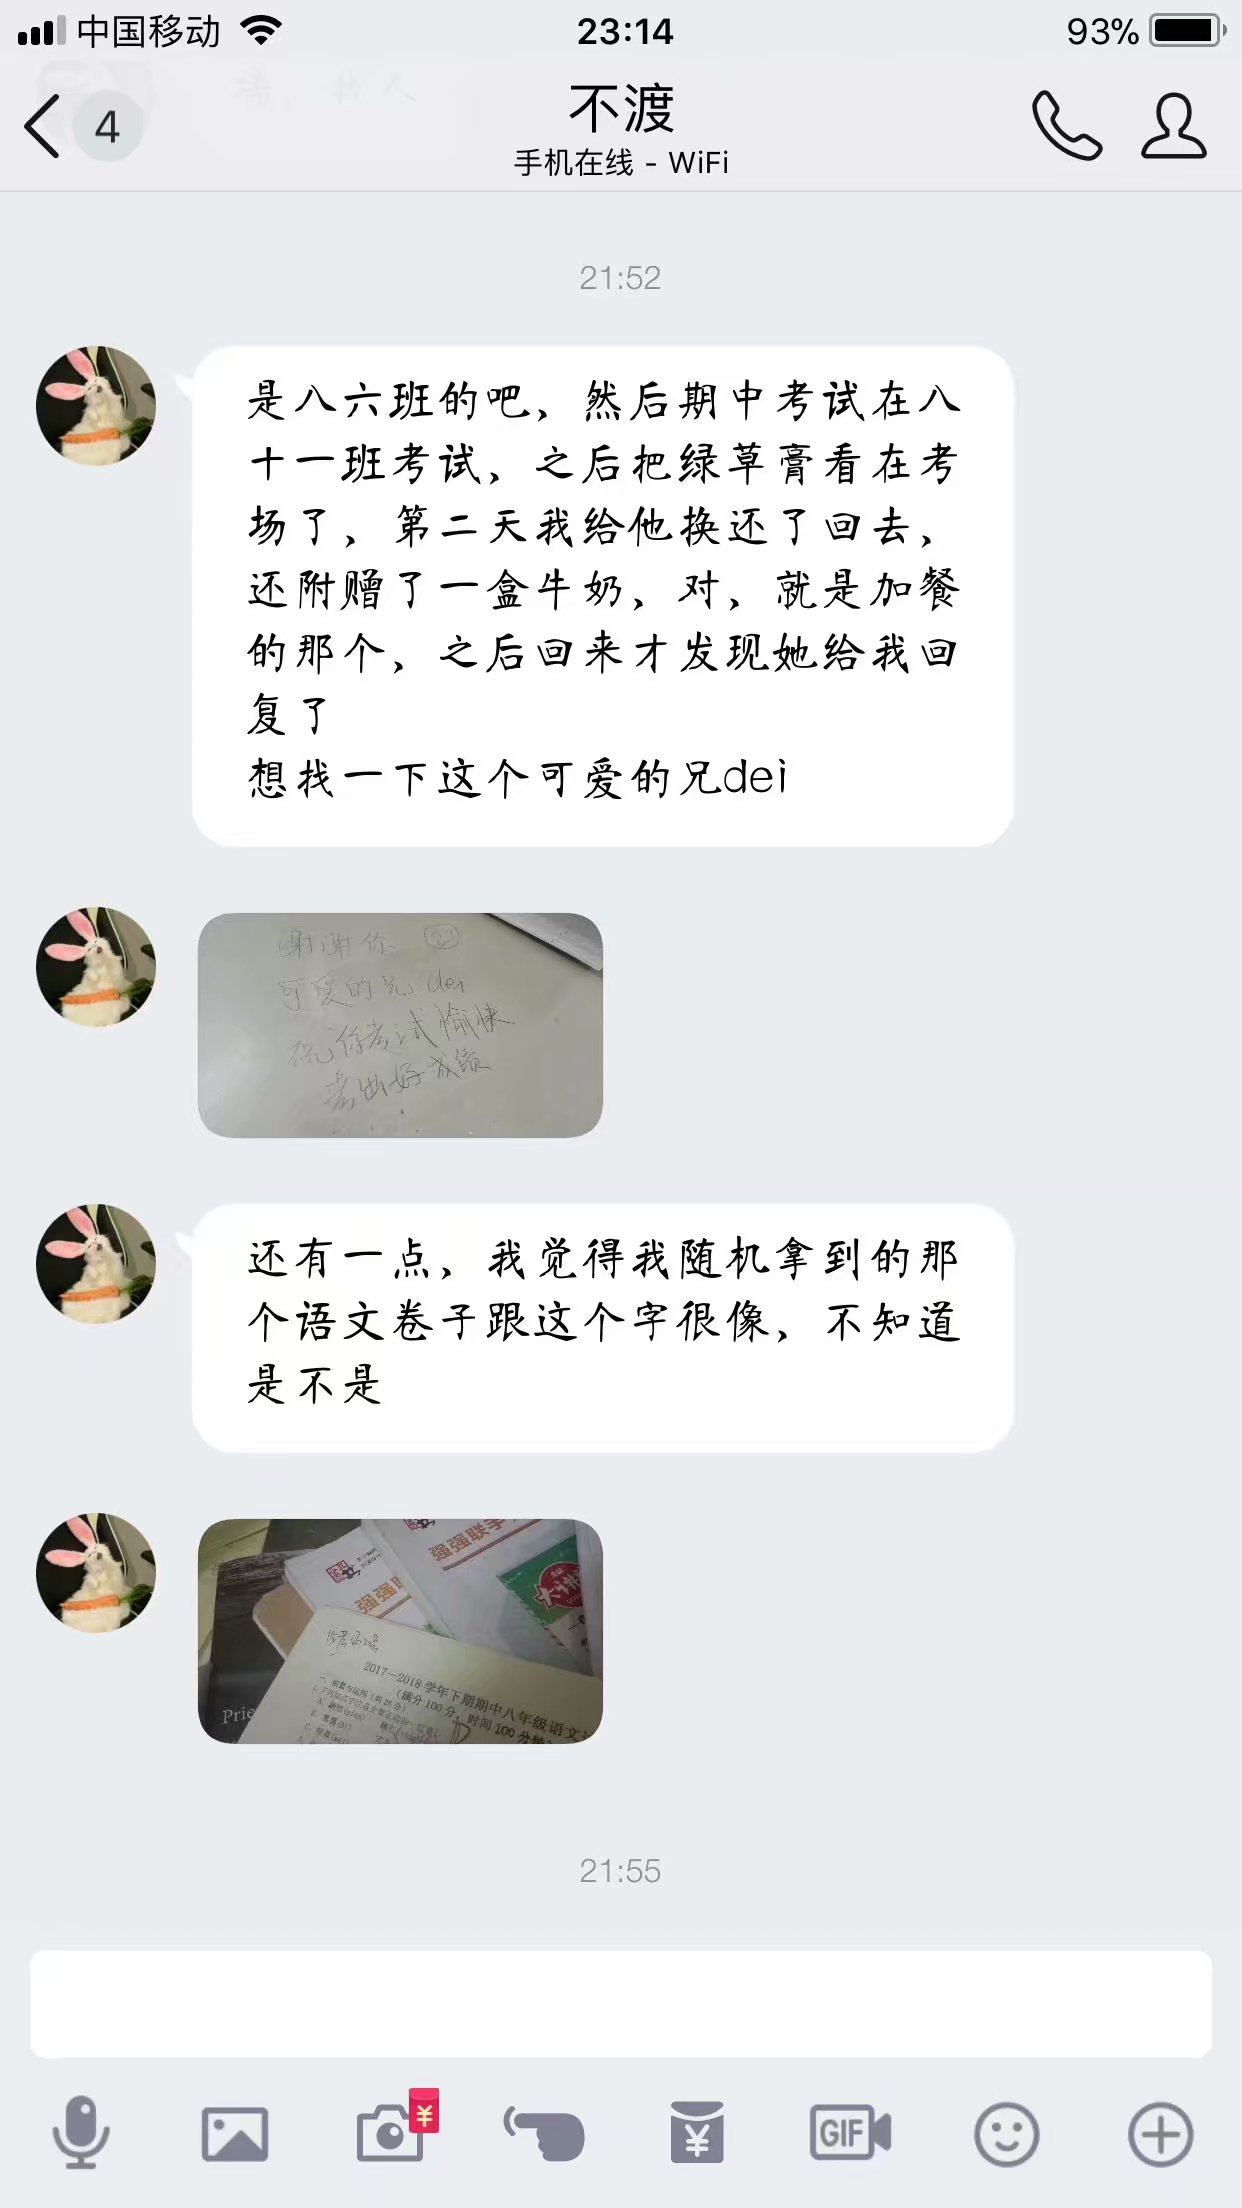 中国移动
23:14
93%
4
不渡
手机在线 - WiFi
21:52
是八六班的吧，然后期中考试在八
十一班考试，之后把绿草膏看在考
场了，第二天我给他换还了回去，
还附赠了一盒牛奶，对，就是加餐
的那个，之后回来才发现她给我回
复了
想找一下这个可爱的兄dei
谢谢你
可爱的兄dei
祝你考试愉快
考出好成绩
还有一点，我觉得我随机拿到的那
个语文卷子跟这个字很像，不知道
是不是
强强联手
强强联
2017—2018学年下期期中八年级语文
(满分100分，时间100分钟
Prie
21:55
GIF